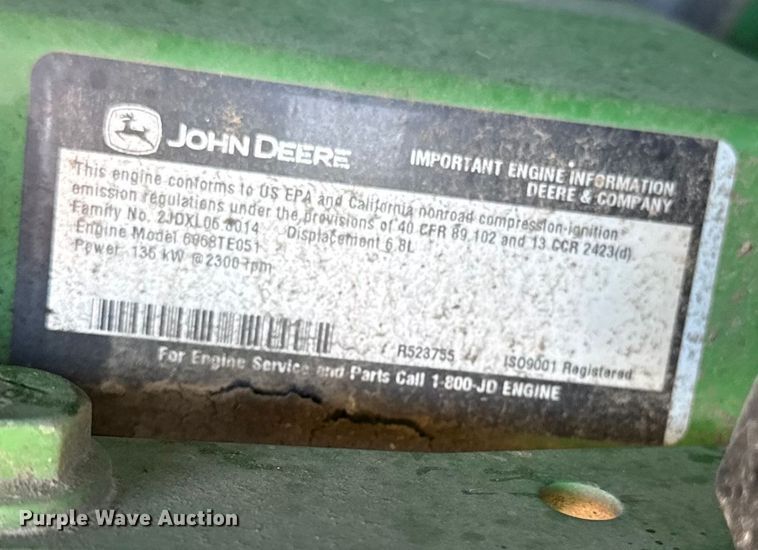 JOHN DEERE
IMPORTANT ENGINE INFORMATION
DEERE & COMPANY
This engine conforms to US EPA and California nonroad compression-ignition
emission regulations under the provisions of 40 CFR 89.102 and 13 CCR 2423(d).
Family No. Displacement 6.8L
Engine Model 6068TE051
Power 135 kW @ 2300 rpm
R523755 ISO9001 Registered
For Engine Service and Parts Call 1-800-JD ENGINE
Purple Wave Auction